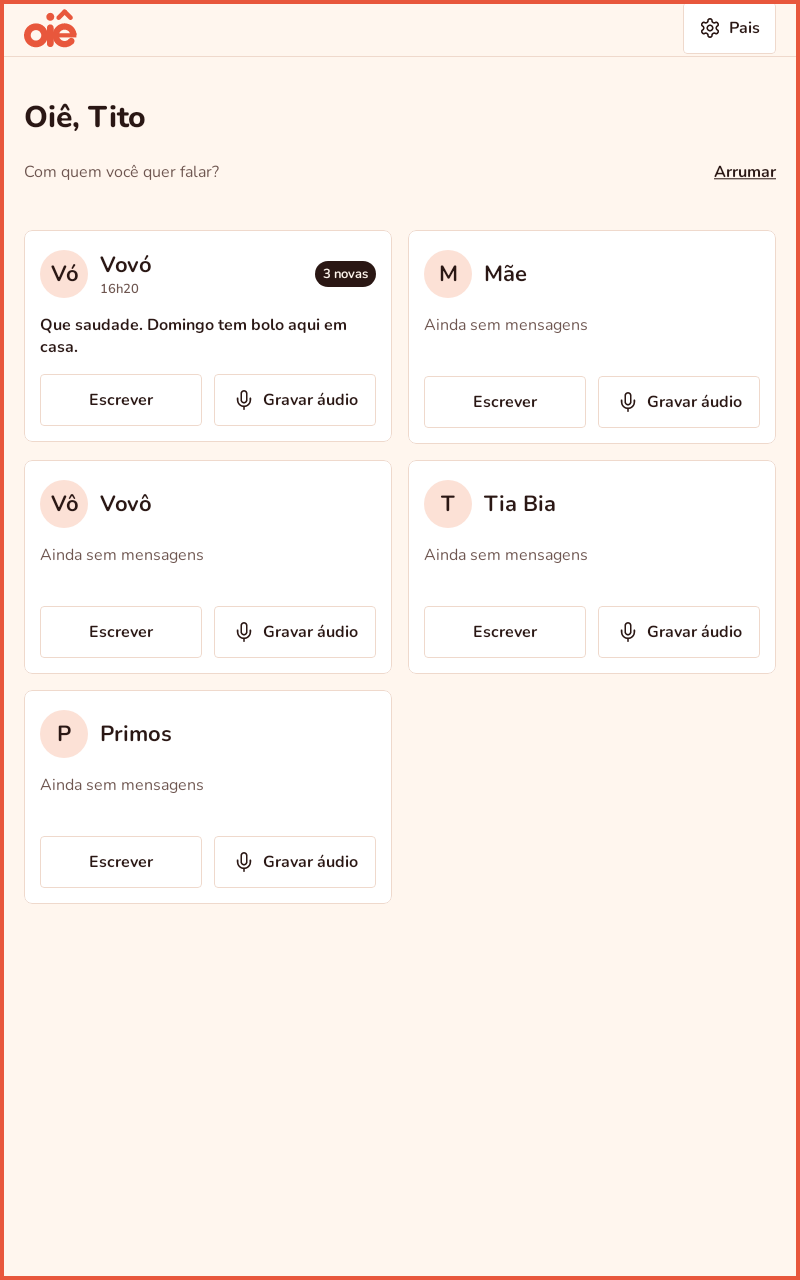 oiê
Pais
Oiê, Tito
Com quem você quer falar?
Arrumar
Vó
Vovó
16h20
3 novas
Que saudade. Domingo tem bolo aqui em
casa.
Escrever
Gravar áudio
M
Mãe
Ainda sem mensagens
Escrever
Gravar áudio
Vô
Vovô
Ainda sem mensagens
Escrever
Gravar áudio
T
Tia Bia
Ainda sem mensagens
Escrever
Gravar áudio
P
Primos
Ainda sem mensagens
Escrever
Gravar áudio